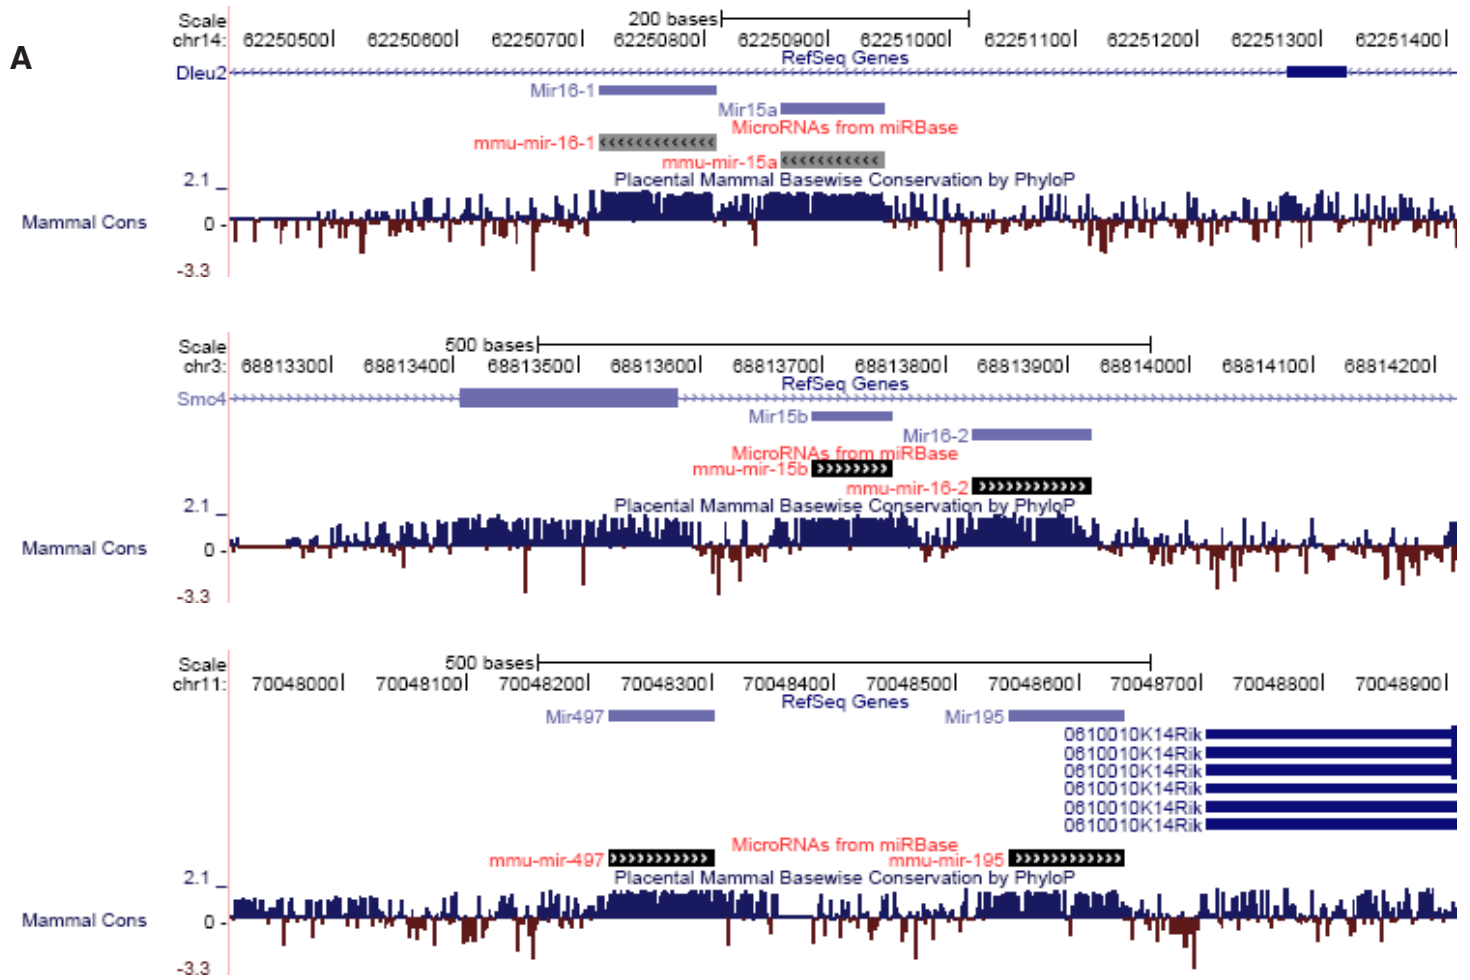 A
Scale 200 bases
chr14: 62250500 62250600 62250700 62250800 62250900 62251000 62251100 62251200 62251300 62251400
RefSeq Genes
Dleu2
Mir16-1
Mir15a
MicroRNAs from miRBase
mmu-mir-16-1
mmu-mir-15a
Placental Mammal Basewise Conservation by PhyloP
2.1 _
Mammal Cons 0 -
-3.3
Scale 500 bases
chr3: 68813300 68813400 68813500 68813600 68813700 68813800 68813900 68814000 68814100 68814200
RefSeq Genes
Smc4
Mir15b
Mir16-2
MicroRNAs from miRBase
mmu-mir-15b
mmu-mir-16-2
Placental Mammal Basewise Conservation by PhyloP
2.1 _
Mammal Cons 0 -
-3.3
Scale 500 bases
chr11: 70048000 70048100 70048200 70048300 70048400 70048500 70048600 70048700 70048800 70048900
RefSeq Genes
Mir497 Mir195
0610010K14Rik
0610010K14Rik
0610010K14Rik
0610010K14Rik
0610010K14Rik
0610010K14Rik
MicroRNAs from miRBase
mmu-mir-497 mmu-mir-195
Placental Mammal Basewise Conservation by PhyloP
2.1 _
Mammal Cons 0 -
-3.3